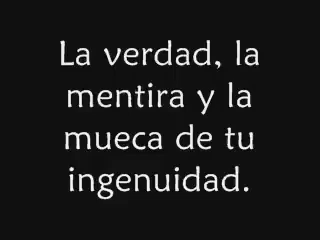 La verdad, la
mentira y la
mueca de tu
ingenuidad.